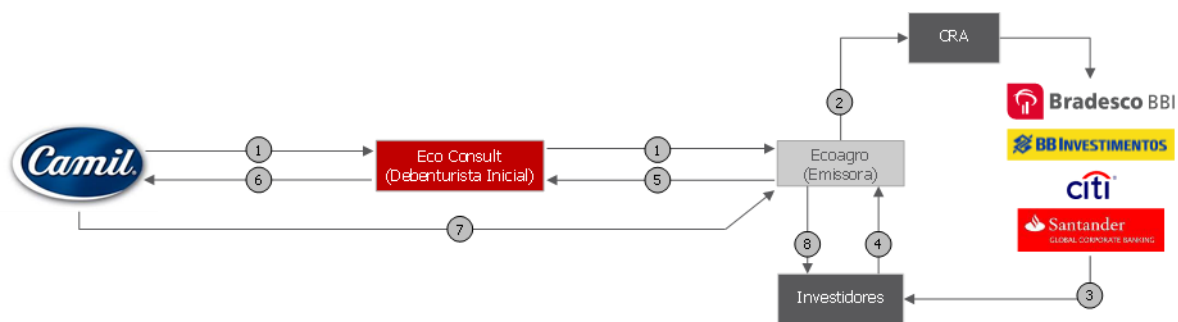 CRA
2
Bradesco BBI
BB INVESTIMENTOS
Camil
1
Eco Consult
(Debenturista Inicial)
1
Ecoagro
(Emissora)
6
5
citi
Santander
GLOBAL CORPORATE BANKING
7
8
4
Investidores
3